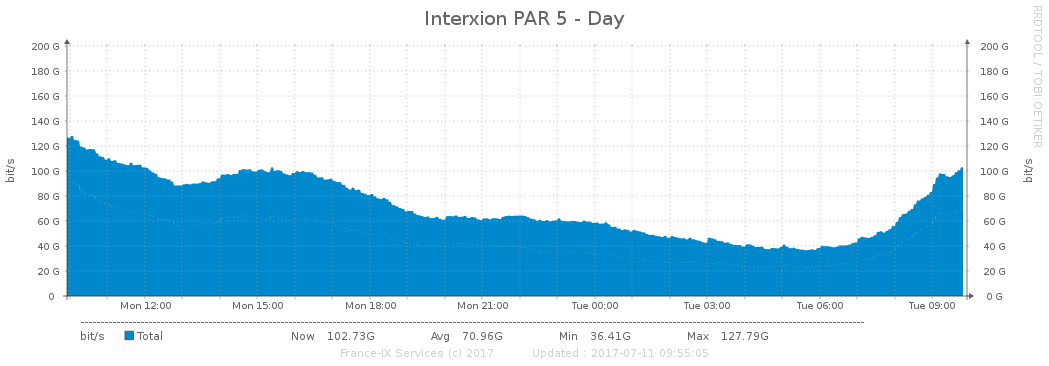 Interxion PAR 5 - Day
RRDTOOL / TOBI OETIKER
200 G 200 G
180 G 180 G
160 G 160 G
140 G 140 G
120 G 120 G
100 G 100 G
80 G 80 G
60 G 60 G
40 G 40 G
20 G 20 G
0 0 G
bit/s
bit/s
Mon 12:00 Mon 15:00 Mon 18:00 Mon 21:00 Tue 00:00 Tue 03:00 Tue 06:00 Tue 09:00
bit/s Total Now 102.73G Avg 70.96G Min 36.41G Max 127.79G
France-IX Services (c) 2017 Updated : 2017-07-11 09:55:05